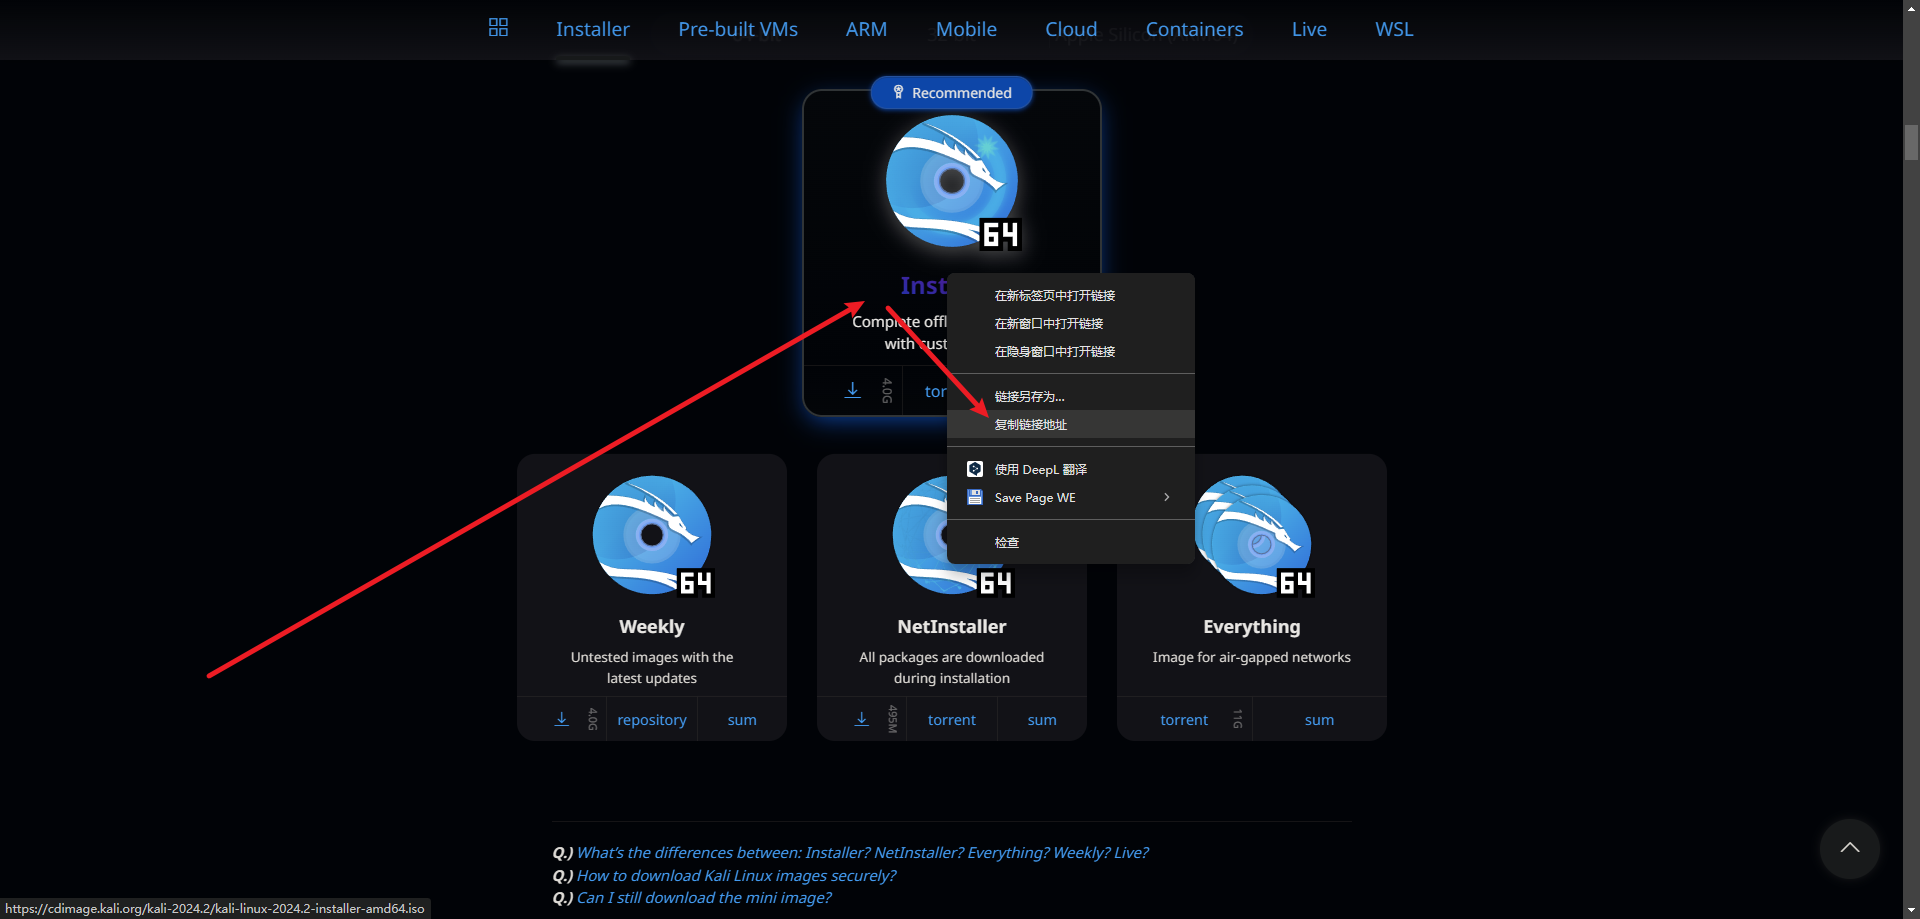 Installer
Pre-built VMs
ARM
Mobile
Cloud
Containers
Live
WSL
Recommended
64
Inst
Complete offl
with cust
4.0G
tor
在新标签页中打开链接
在新窗口中打开链接
在隐身窗口中打开链接
链接另存为...
复制链接地址
使用 DeepL 翻译
Save Page WE
检查
64
Weekly
Untested images with the
latest updates
4.0G
repository
sum
64
NetInstaller
All packages are downloaded
during installation
495M
torrent
sum
64
Everything
Image for air-gapped networks
torrent
11G
sum
Q.) What's the differences between: Installer? NetInstaller? Everything? Weekly? Live?
Q.) How to download Kali Linux images securely?
Q.) Can I still download the mini image?
https://cdimage.kali.org/kali-2024.2/kali-linux-2024.2-installer-amd64.iso